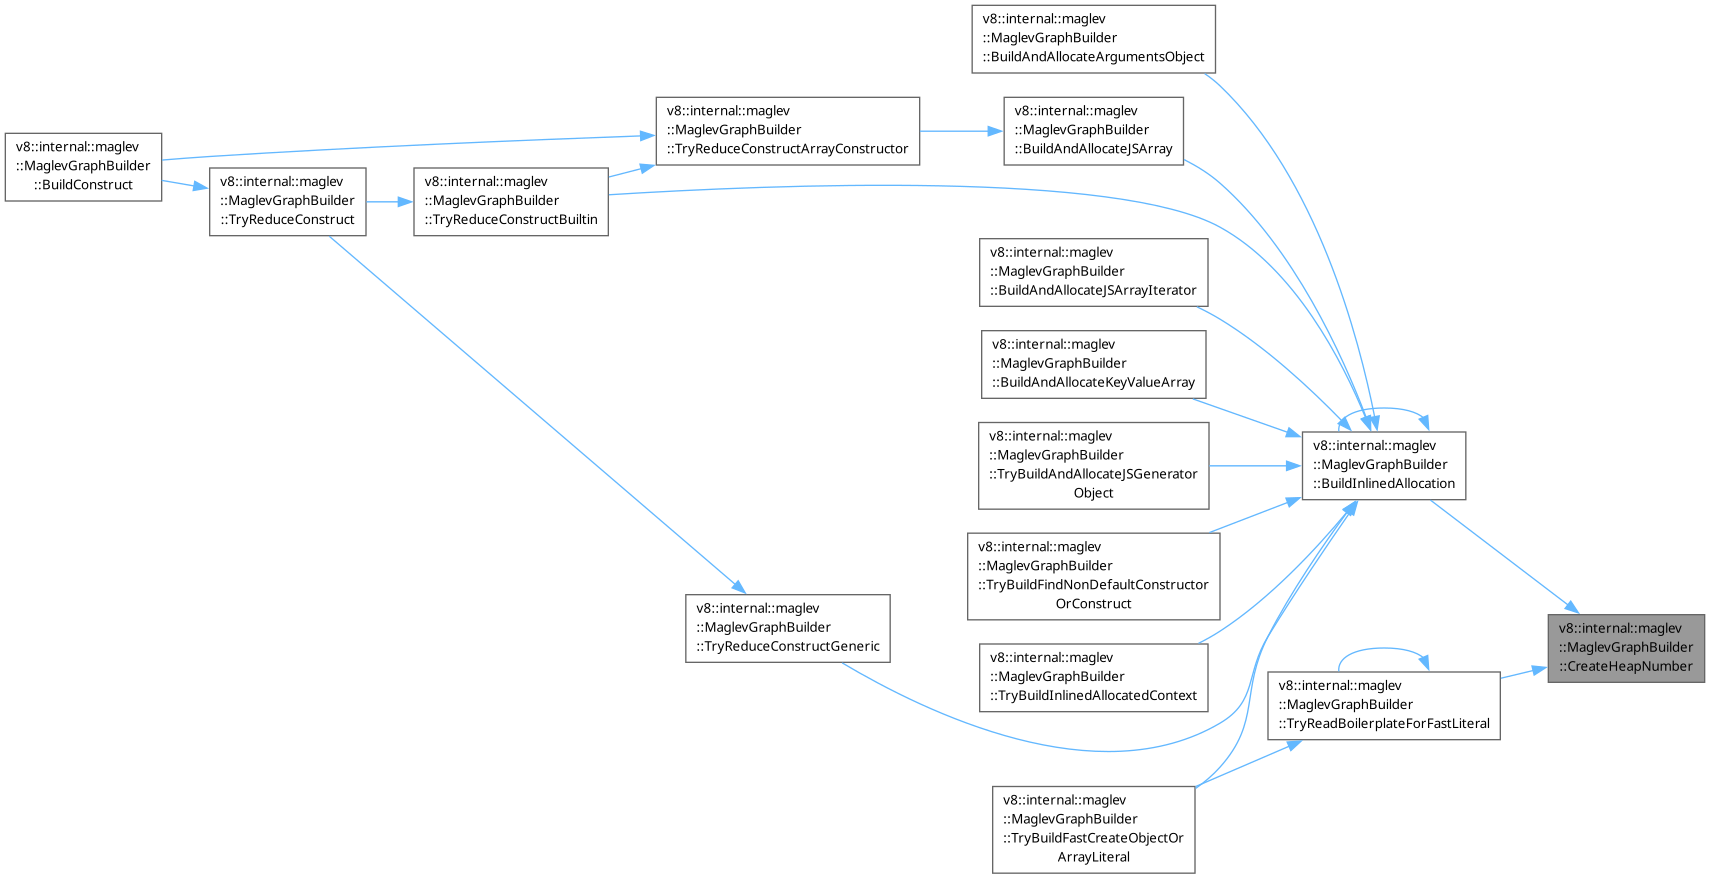 v8::internal::maglev
::MaglevGraphBuilder
::BuildAndAllocateArgumentsObject
v8::internal::maglev
::MaglevGraphBuilder
::TryReduceConstructArrayConstructor
v8::internal::maglev
::MaglevGraphBuilder
::BuildAndAllocateJSArray
v8::internal::maglev
::MaglevGraphBuilder
::BuildConstruct
v8::internal::maglev
::MaglevGraphBuilder
::TryReduceConstruct
v8::internal::maglev
::MaglevGraphBuilder
::TryReduceConstructBuiltin
v8::internal::maglev
::MaglevGraphBuilder
::BuildAndAllocateJSArrayIterator
v8::internal::maglev
::MaglevGraphBuilder
::BuildAndAllocateKeyValueArray
v8::internal::maglev
::MaglevGraphBuilder
::TryBuildAndAllocateJSGenerator
Object
v8::internal::maglev
::MaglevGraphBuilder
::BuildInlinedAllocation
v8::internal::maglev
::MaglevGraphBuilder
::TryBuildFindNonDefaultConstructor
OrConstruct
v8::internal::maglev
::MaglevGraphBuilder
::TryReduceConstructGeneric
v8::internal::maglev
::MaglevGraphBuilder
::TryBuildInlinedAllocatedContext
v8::internal::maglev
::MaglevGraphBuilder
::CreateHeapNumber
v8::internal::maglev
::MaglevGraphBuilder
::TryReadBoilerplateForFastLiteral
v8::internal::maglev
::MaglevGraphBuilder
::TryBuildFastCreateObjectOr
ArrayLiteral